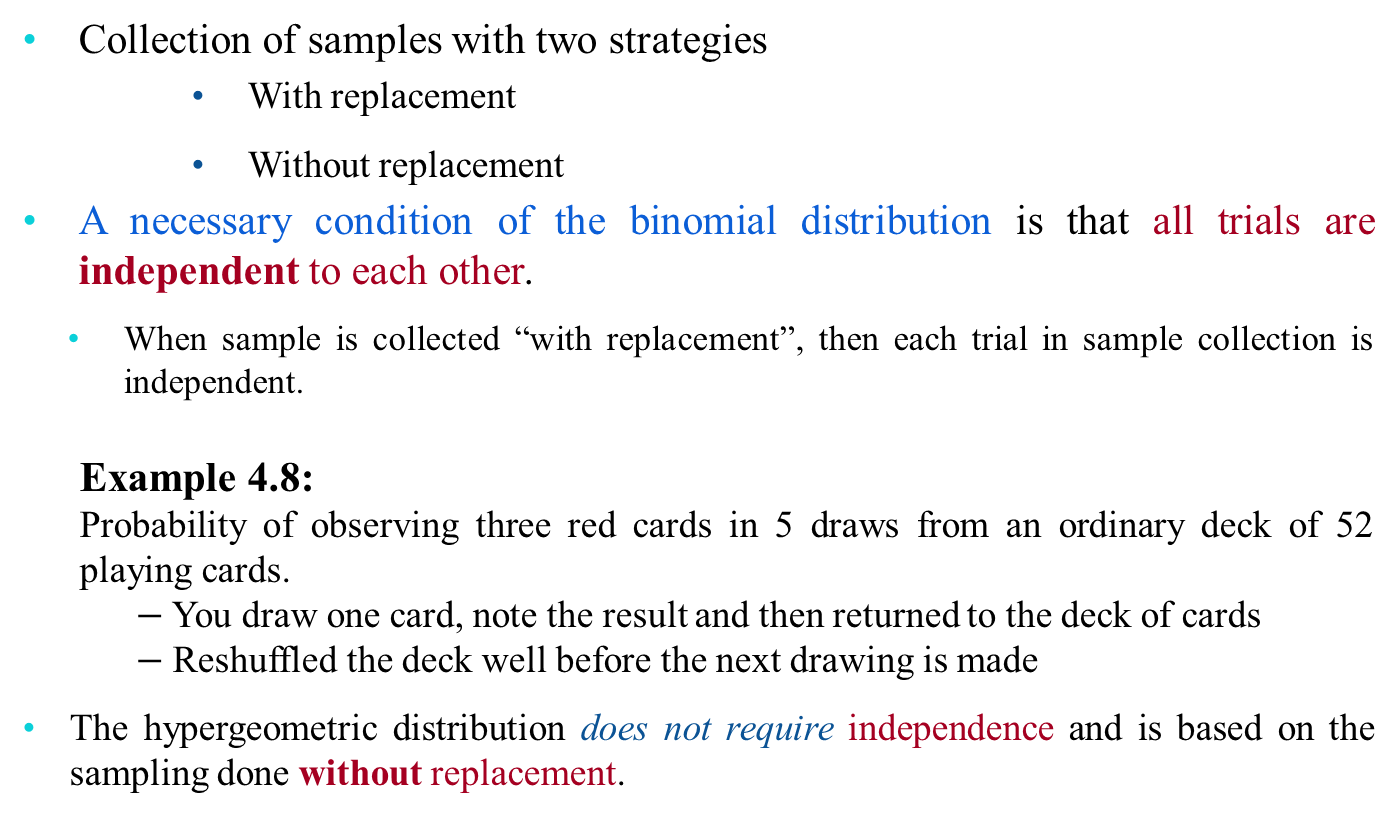 • Collection of samples with two strategies
• With replacement
• Without replacement
• A necessary condition of the binomial distribution is that all trials are
independent to each other.
• When sample is collected “with replacement”, then each trial in sample collection is
independent.
Example 4.8:
Probability of observing three red cards in 5 draws from an ordinary deck of 52
playing cards.
− You draw one card, note the result and then returned to the deck of cards
− Reshuffled the deck well before the next drawing is made
• The hypergeometric distribution does not require independence and is based on the
sampling done without replacement.